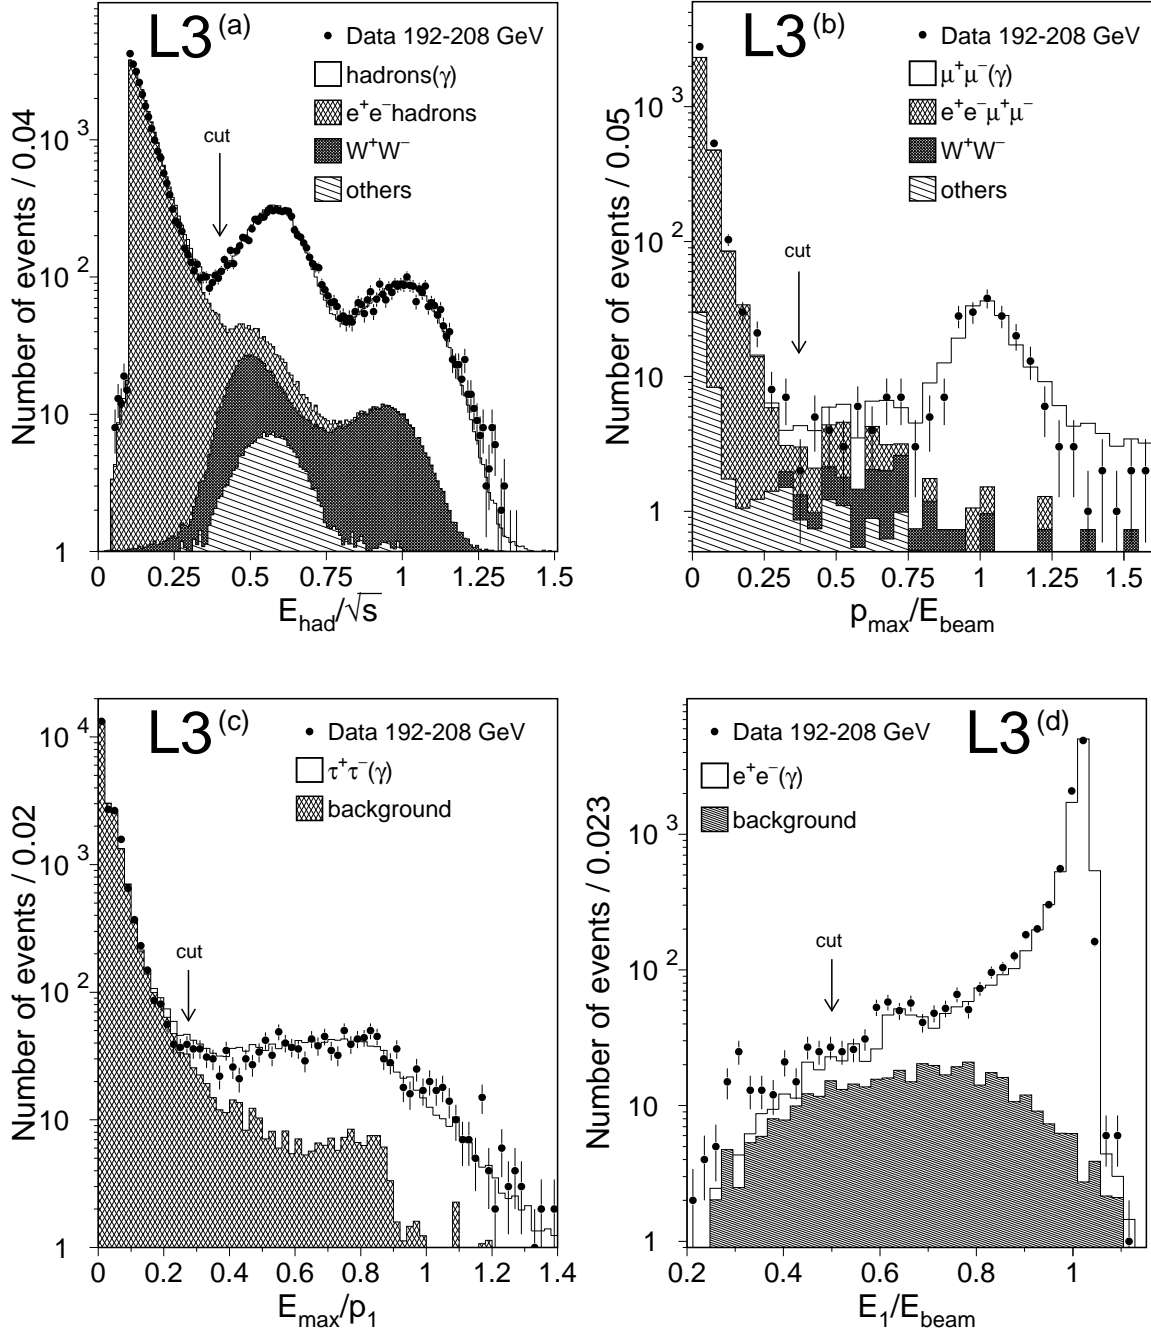 L3 (a)
Data 192-208 GeV
hadrons(γ)
e⁺e⁻hadrons
W⁺W⁻
others
cut
Number of events / 0.04
10³
10²
10
1
0 0.25 0.5 0.75 1 1.25 1.5
E_had/√s
L3 (b)
Data 192-208 GeV
μ⁺μ⁻(γ)
e⁺e⁻μ⁺μ⁻
W⁺W⁻
others
cut
Number of events / 0.05
10³
10²
10
1
0 0.25 0.5 0.75 1 1.25 1.5
p_max/E_beam
L3 (c)
Data 192-208 GeV
τ⁺τ⁻(γ)
background
cut
Number of events / 0.02
10⁴
10³
10²
10
1
0 0.2 0.4 0.6 0.8 1 1.2 1.4
E_max/p₁
L3 (d)
Data 192-208 GeV
e⁺e⁻(γ)
background
cut
Number of events / 0.023
10³
10²
10
1
0.2 0.4 0.6 0.8 1
E₁/E_beam